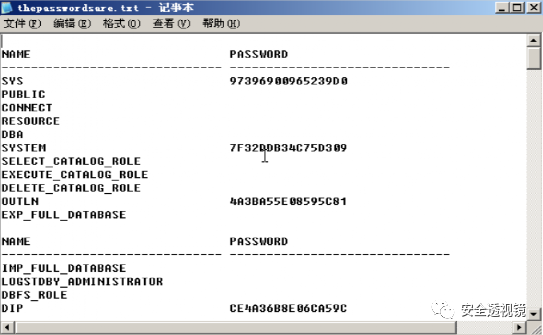 thepasswordsare.txt - 记事本
文件(F) 编辑(E) 格式(O) 查看(V) 帮助(H)
NAME PASSWORD
------------------------------ ------------------------------
SYS 97396900965239D0
PUBLIC
CONNECT
RESOURCE
DBA
SYSTEM 7F32DDB34C75D309
SELECT_CATALOG_ROLE
EXECUTE_CATALOG_ROLE
DELETE_CATALOG_ROLE
OUTLN 4A3BA55E08595C81
EXP_FULL_DATABASE
NAME PASSWORD
------------------------------ ------------------------------
IMP_FULL_DATABASE
LOGSTDBY_ADMINISTRATOR
DBFS_ROLE
DIP CE4A36B8E06CA59C
安全透视镜